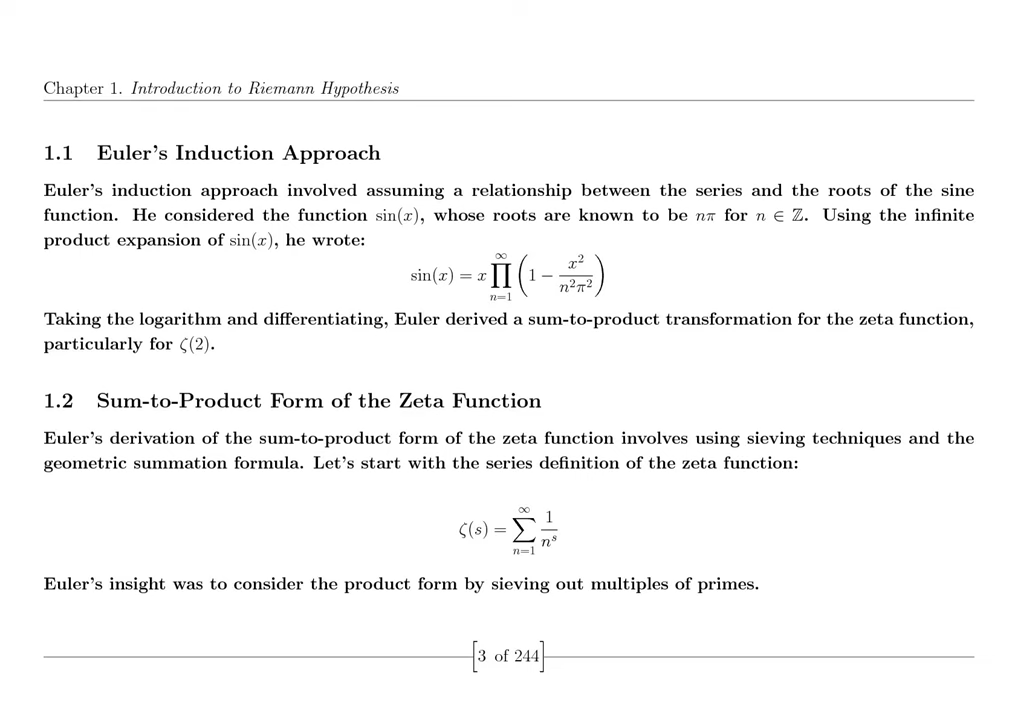 Chapter 1. Introduction to Riemann Hypothesis
1.1 Euler's Induction Approach
Euler's induction approach involved assuming a relationship between the series and the roots of the sine
function. He considered the function sin(x), whose roots are known to be nπ for n ∈ ℤ. Using the infinite
product expansion of sin(x), he wrote:
sin(x) = x ∏_{n=1}^{∞} (1 − x²/(n²π²))
Taking the logarithm and differentiating, Euler derived a sum-to-product transformation for the zeta function,
particularly for ζ(2).
1.2 Sum-to-Product Form of the Zeta Function
Euler's derivation of the sum-to-product form of the zeta function involves using sieving techniques and the
geometric summation formula. Let's start with the series definition of the zeta function:
ζ(s) = ∑_{n=1}^{∞} 1/n^s
Euler's insight was to consider the product form by sieving out multiples of primes.
[3 of 244]